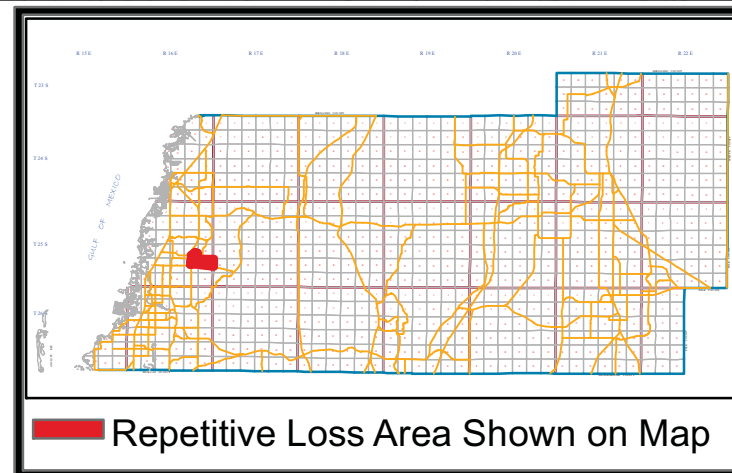 R 15 E R 16 E R 17 E R 18 E R 19 E R 20 E R 21 E R 22 E
T 23 S
T 24 S
GULF OF MEXICO
T 25 S
T 26 S
Repetitive Loss Area Shown on Map